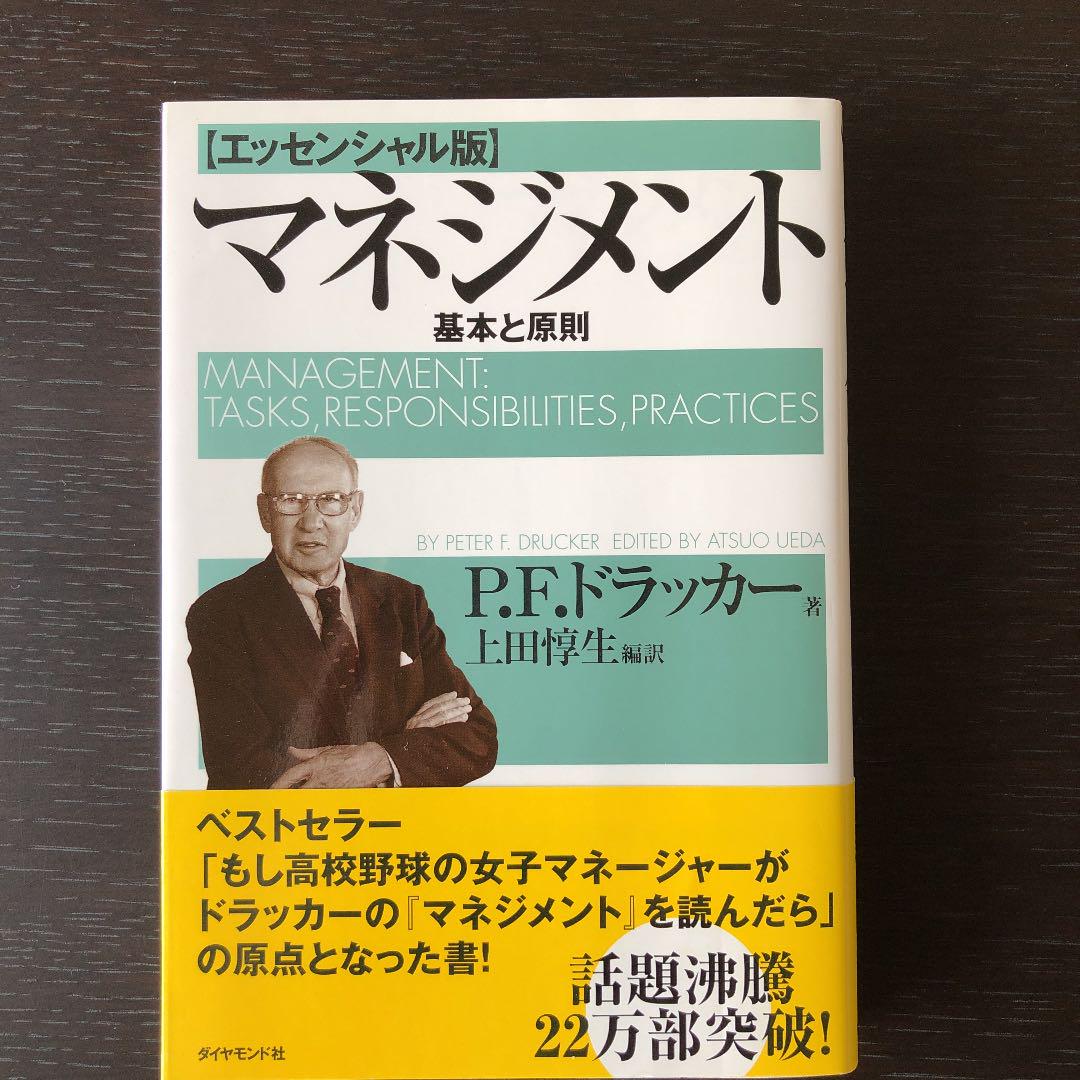 【エッセンシャル版】
マネジメント
基本と原則
MANAGEMENT:
TASKS,RESPONSIBILITIES,PRACTICES
BY PETER F. DRUCKER EDITED BY ATSUO UEDA
P.F.ドラッカー著
上田惇生編訳
ベストセラー
「もし高校野球の女子マネージャーが
ドラッカーの『マネジメント』を読んだら」
の原点となった書!
話題沸騰
22万部突破!
ダイヤモンド社